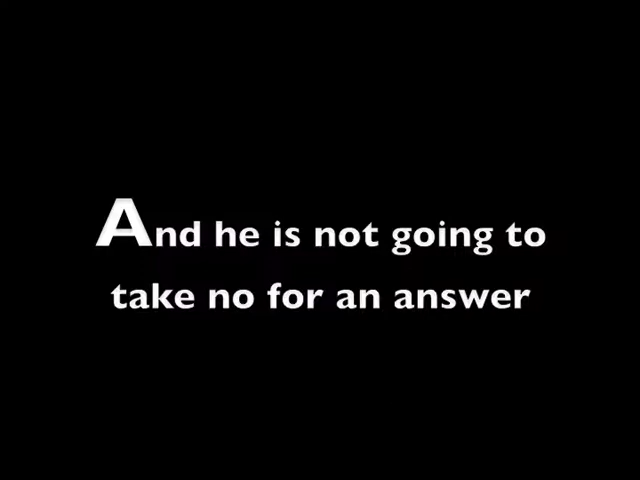 And he is not going to
take no for an answer